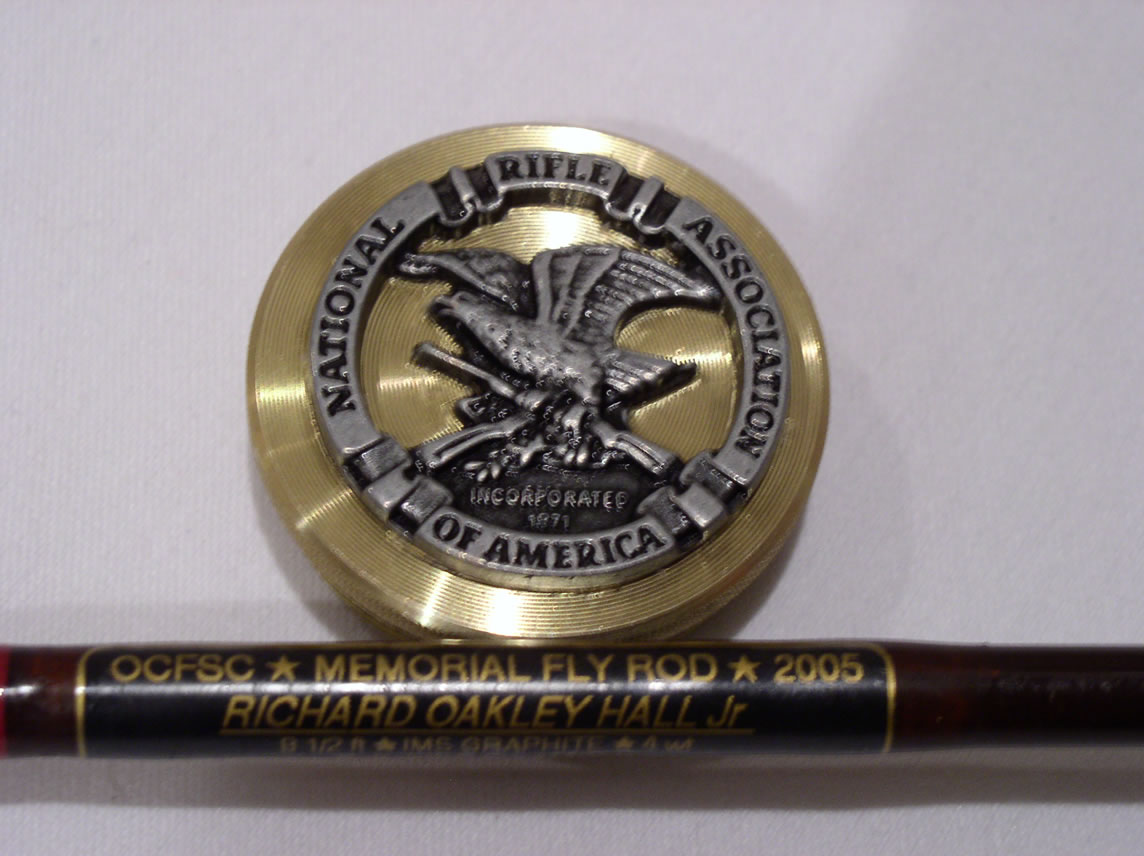 NATIONAL RIFLE ASSOCIATION
INCORPORATED
1871
OF AMERICA
OCFSC ★ MEMORIAL FLY ROD ★ 2005
RICHARD OAKLEY HALL Jr
8 1/2 ft ★ IM6 GRAPHITE ★ 4 wt